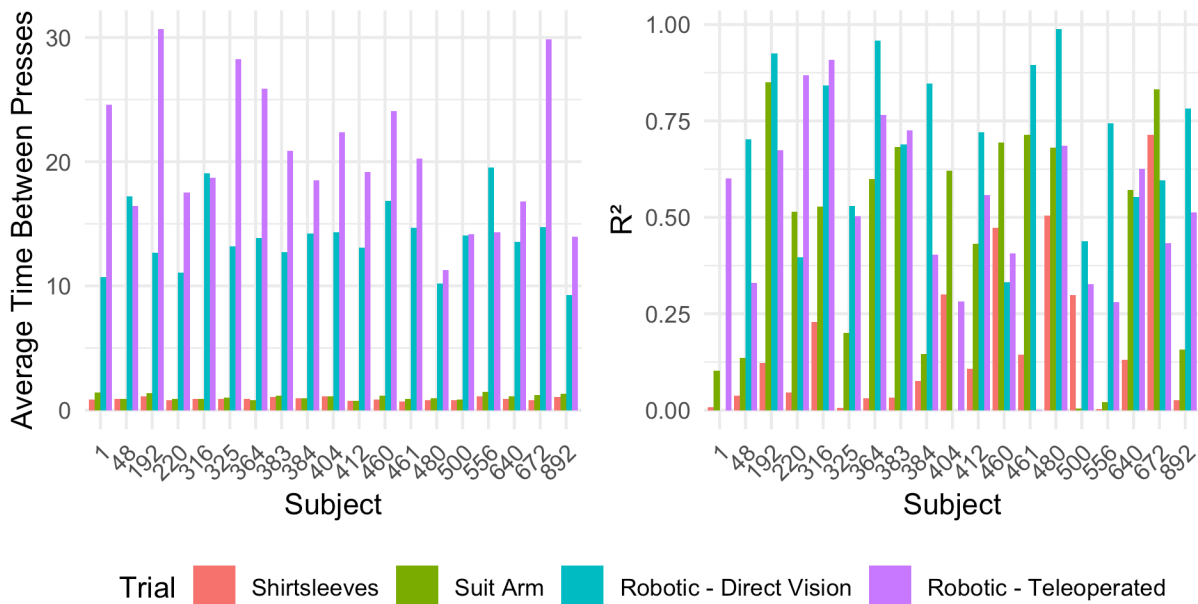 Average Time Between Presses
30
20
10
0
1 48 192 220 316 325 364 383 384 404 412 460 461 480 500 556 640 672 892
Subject
R²
1.00
0.75
0.50
0.25
0.00
1 48 192 220 316 325 364 383 384 404 412 460 461 480 500 556 640 672 892
Subject
Trial Shirtsleeves Suit Arm Robotic - Direct Vision Robotic - Teleoperated